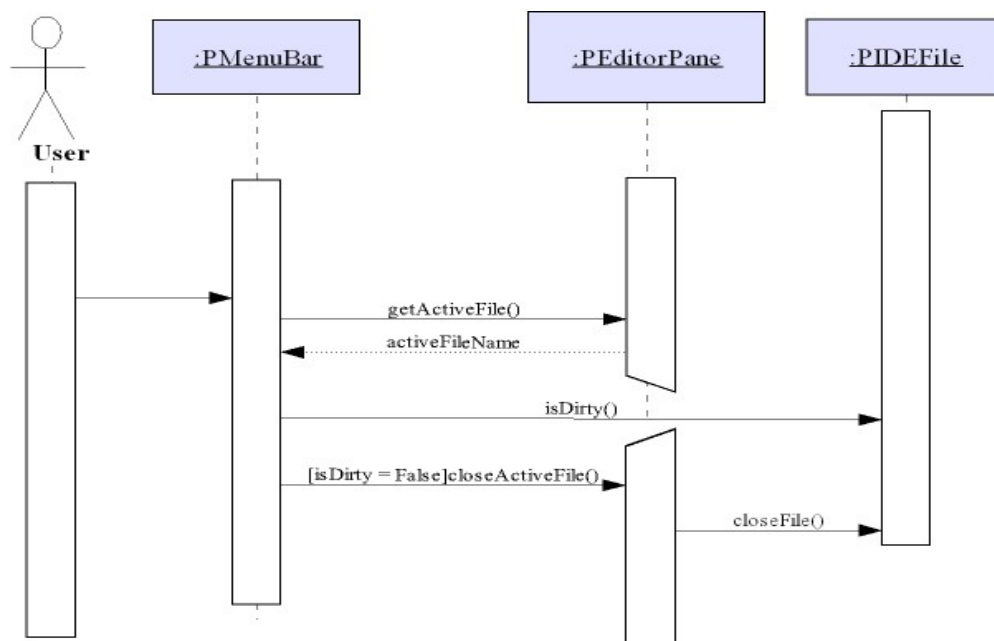 :PMenuBar
:PEditorPane
:PIDEFile
User
getActiveFile()
activeFileName
isDirty()
[isDirty = False]closeActiveFile()
closeFile()